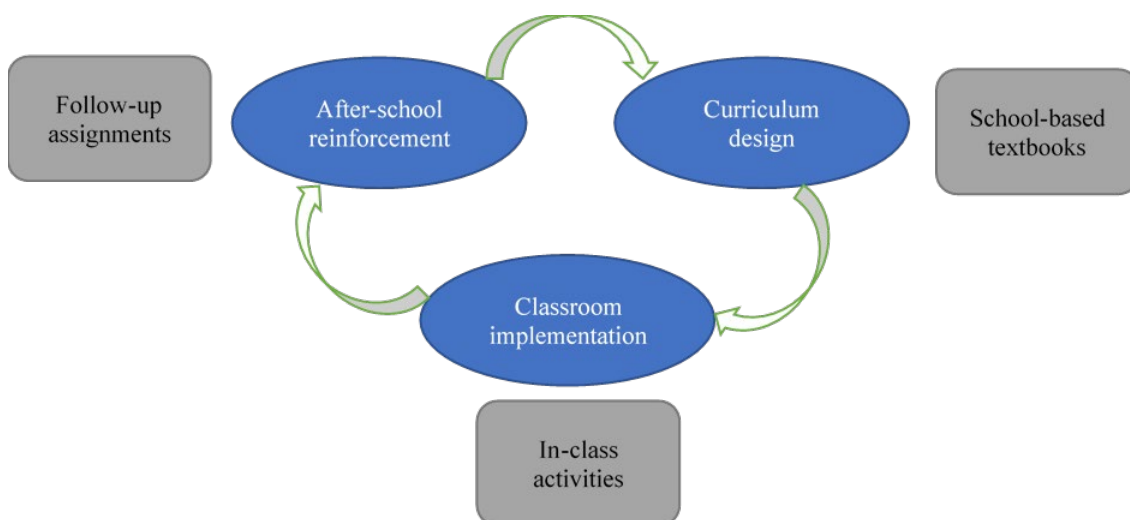 Follow-up
assignments
After-school
reinforcement
Curriculum
design
School-based
textbooks
Classroom
implementation
In-class
activities